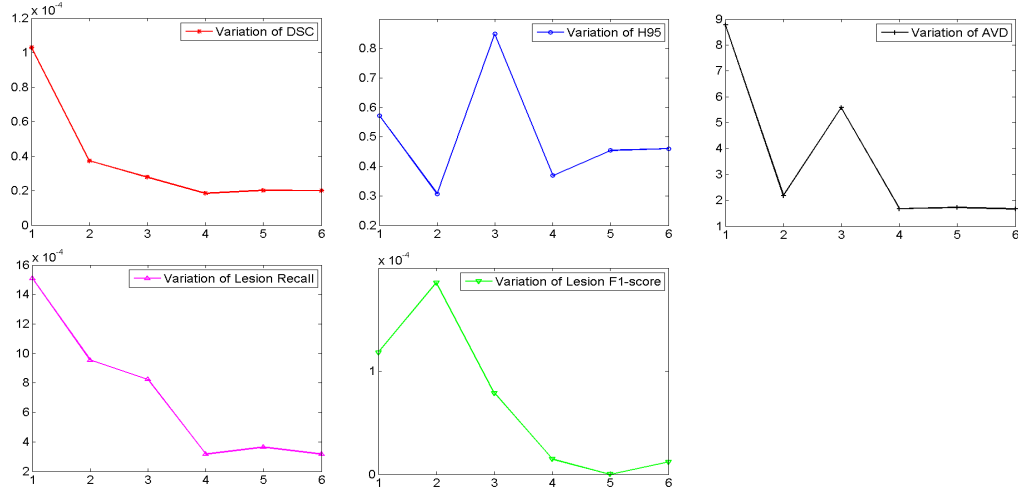 x 10⁻⁴
1.2
1
0.8
0.6
0.4
0.2
0
1 2 3 4 5 6
Variation of DSC
0.8
0.7
0.6
0.5
0.4
0.3
0.2
1 2 3 4 5 6
Variation of H95
9
8
7
6
5
4
3
2
1
1 2 3 4 5 6
Variation of AVD
x 10⁻⁴
16
14
12
10
8
6
4
2
1 2 3 4 5 6
Variation of Lesion Recall
x 10⁻⁴
1
0
1 2 3 4 5 6
Variation of Lesion F1-score